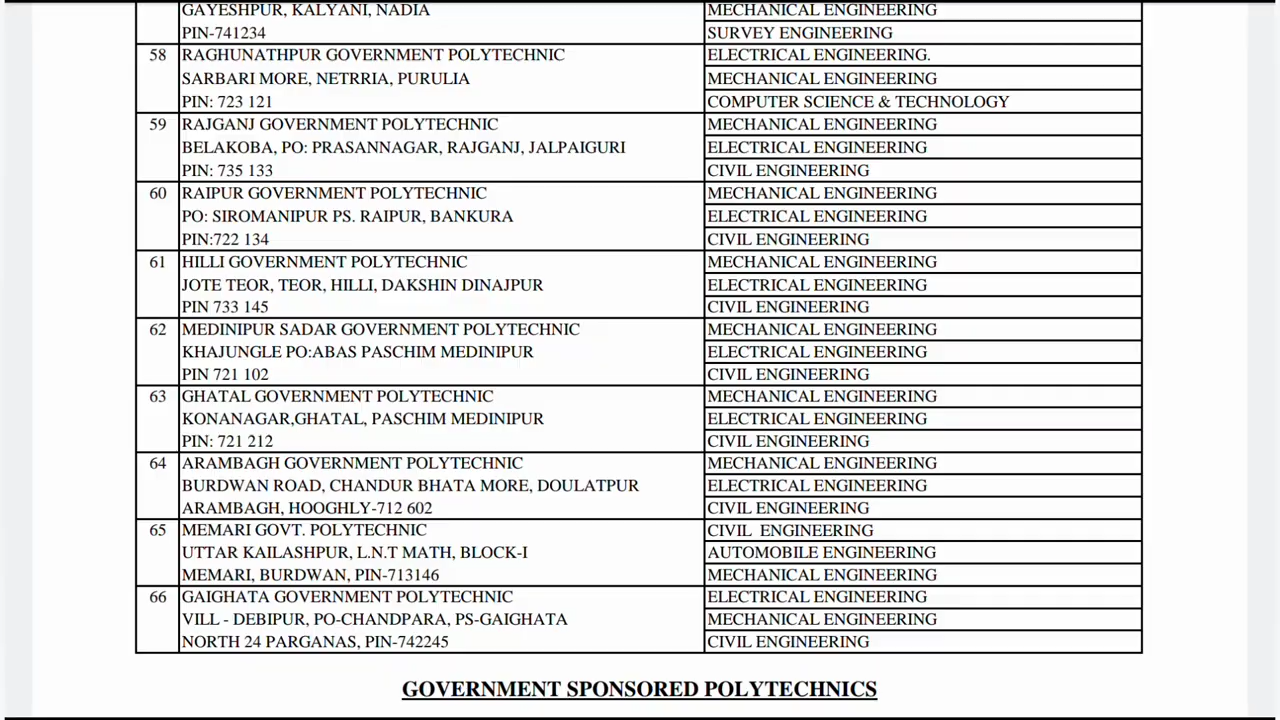 GAYESHPUR, KALYANI, NADIA MECHANICAL ENGINEERING
PIN-741234 SURVEY ENGINEERING
58 RAGHUNATHPUR GOVERNMENT POLYTECHNIC ELECTRICAL ENGINEERING.
SARBARI MORE, NETRRIA, PURULIA MECHANICAL ENGINEERING
PIN: 723 121 COMPUTER SCIENCE & TECHNOLOGY
59 RAJGANJ GOVERNMENT POLYTECHNIC MECHANICAL ENGINEERING
BELAKOBA, PO: PRASANNAGAR, RAJGANJ, JALPAIGURI ELECTRICAL ENGINEERING
PIN: 735 133 CIVIL ENGINEERING
60 RAIPUR GOVERNMENT POLYTECHNIC MECHANICAL ENGINEERING
PO: SIROMANIPUR PS. RAIPUR, BANKURA ELECTRICAL ENGINEERING
PIN:722 134 CIVIL ENGINEERING
61 HILLI GOVERNMENT POLYTECHNIC MECHANICAL ENGINEERING
JOTE TEOR, TEOR, HILLI, DAKSHIN DINAJPUR ELECTRICAL ENGINEERING
PIN 733 145 CIVIL ENGINEERING
62 MEDINIPUR SADAR GOVERNMENT POLYTECHNIC MECHANICAL ENGINEERING
KHAJUNGLE PO:ABAS PASCHIM MEDINIPUR ELECTRICAL ENGINEERING
PIN 721 102 CIVIL ENGINEERING
63 GHATAL GOVERNMENT POLYTECHNIC MECHANICAL ENGINEERING
KONANAGAR,GHATAL, PASCHIM MEDINIPUR ELECTRICAL ENGINEERING
PIN: 721 212 CIVIL ENGINEERING
64 ARAMBAGH GOVERNMENT POLYTECHNIC MECHANICAL ENGINEERING
BURDWAN ROAD, CHANDUR BHATA MORE, DOULATPUR ELECTRICAL ENGINEERING
ARAMBAGH, HOOGHLY-712 602 CIVIL ENGINEERING
65 MEMARI GOVT. POLYTECHNIC CIVIL ENGINEERING
UTTAR KAILASHPUR, L.N.T MATH, BLOCK-I AUTOMOBILE ENGINEERING
MEMARI, BURDWAN, PIN-713146 MECHANICAL ENGINEERING
66 GAIGHATA GOVERNMENT POLYTECHNIC ELECTRICAL ENGINEERING
VILL - DEBIPUR, PO-CHANDPARA, PS-GAIGHATA MECHANICAL ENGINEERING
NORTH 24 PARGANAS, PIN-742245 CIVIL ENGINEERING
GOVERNMENT SPONSORED POLYTECHNICS